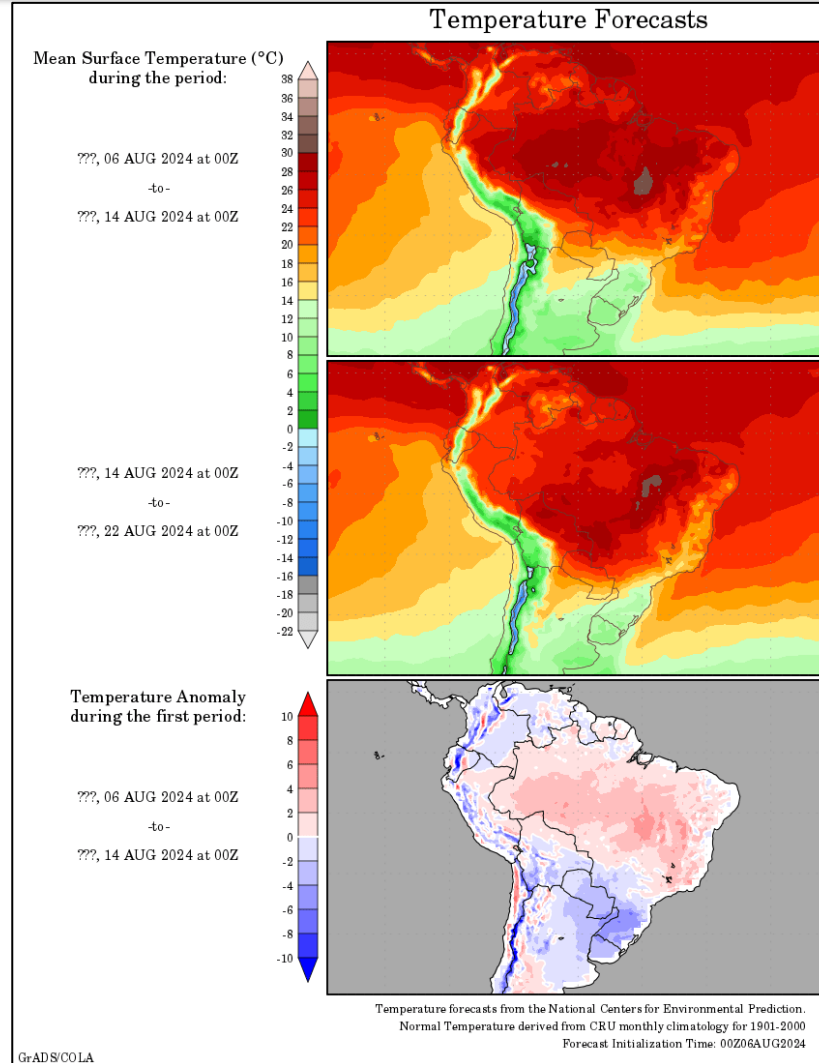 Temperature Forecasts
Mean Surface Temperature (°C)
during the period:
???, 06 AUG 2024 at 00Z
-to-
???, 14 AUG 2024 at 00Z
38
36
34
32
30
28
26
24
22
20
18
16
14
12
10
8
6
4
2
0
-2
-4
-6
-8
-10
-12
-14
-16
-18
-20
-22
???, 14 AUG 2024 at 00Z
-to-
???, 22 AUG 2024 at 00Z
Temperature Anomaly
during the first period:
???, 06 AUG 2024 at 00Z
-to-
???, 14 AUG 2024 at 00Z
10
8
6
4
2
0
-2
-4
-6
-8
-10
Temperature forecasts from the National Centers for Environmental Prediction.
Normal Temperature derived from CRU monthly climatology for 1901-2000
Forecast Initialization Time: 00Z06AUG2024
GrADS/COLA